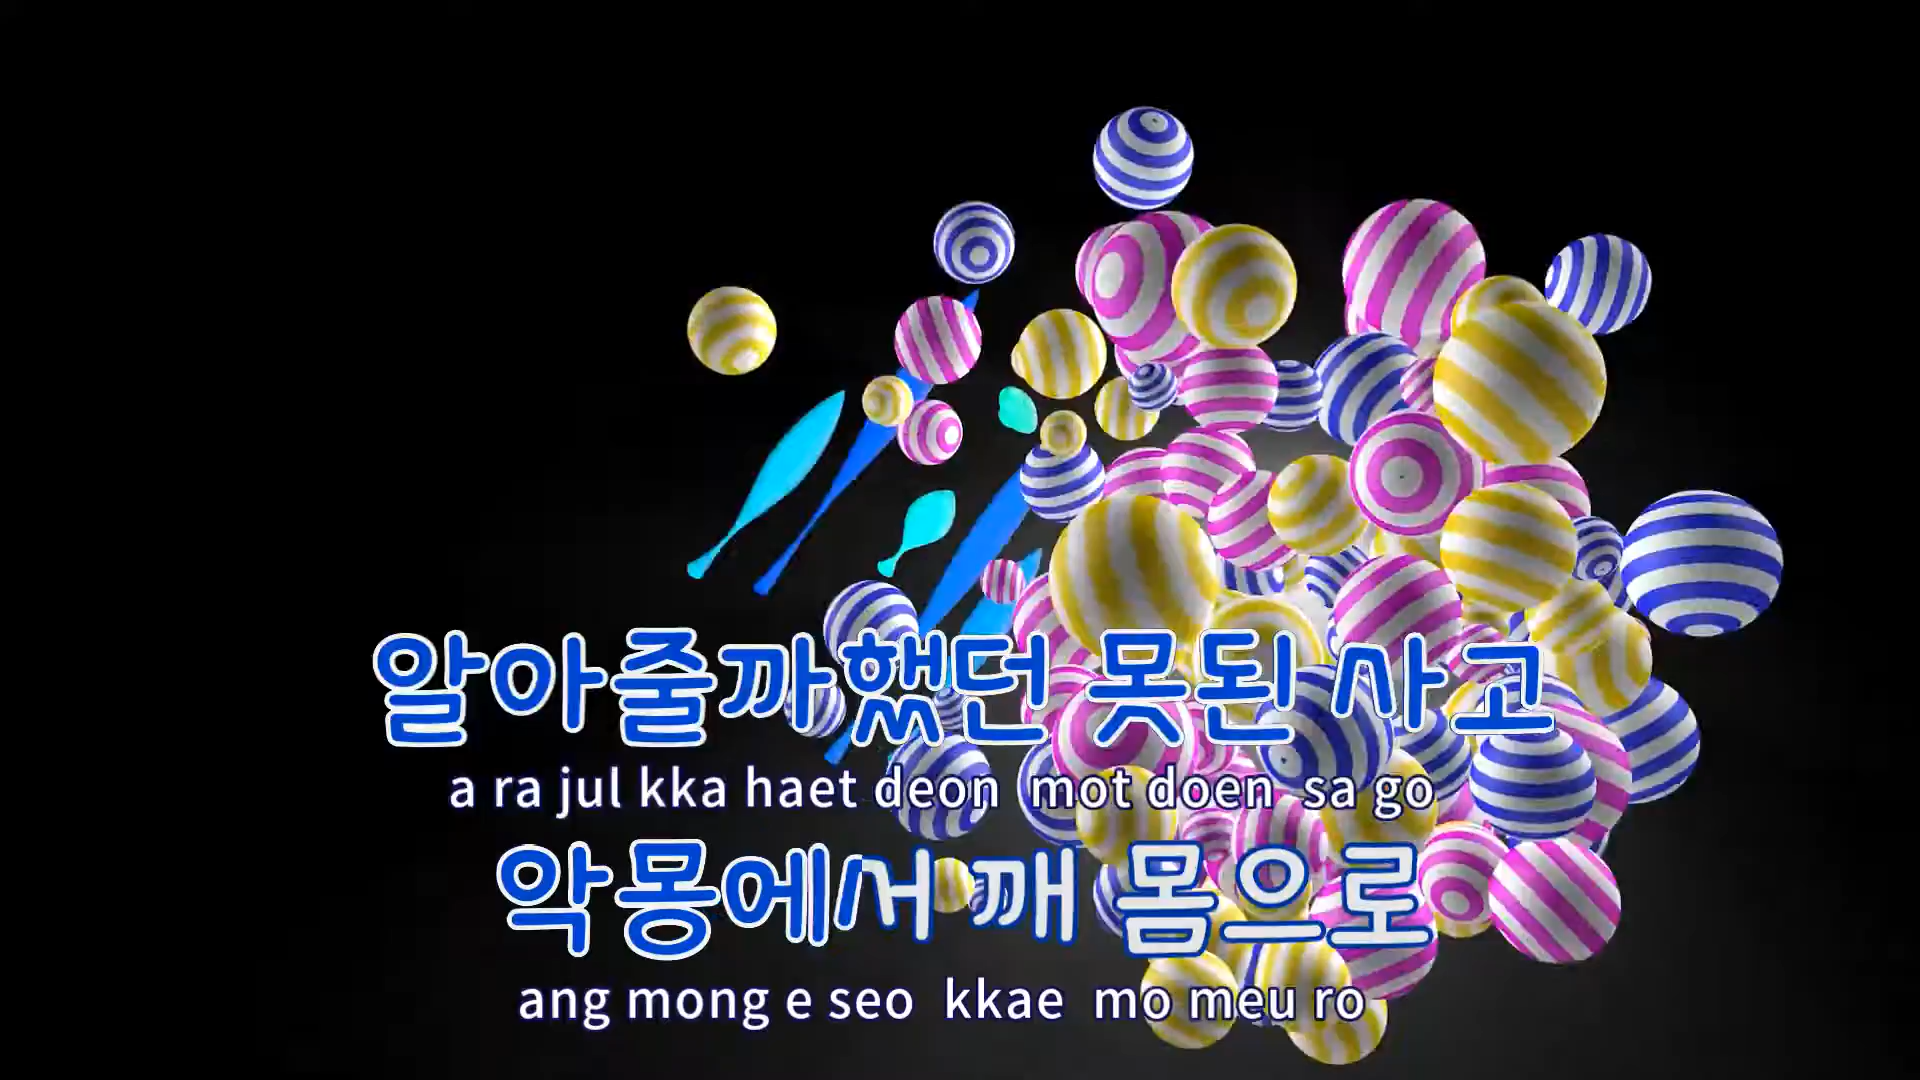 알아줄까했던 못된 사고
a ra jul kka haet deon mot doen sa go
악몽에서 깨 몸으로
ang mong e seo kkae mo meu ro